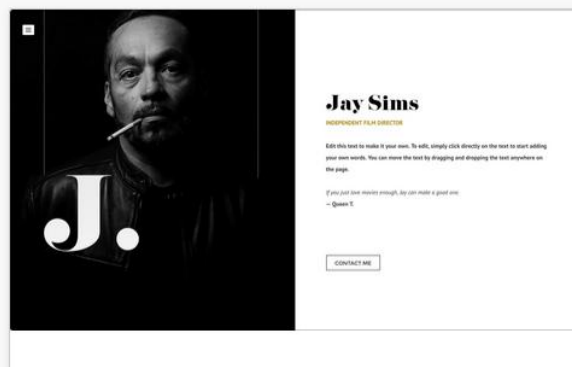 J.
Jay Sims
INDEPENDENT FILM DIRECTOR
Edit this text to make it your own. To edit, simply click directly on the text to start adding
your own words. You can move the text by dragging and dropping the text anywhere on
the page.
If you just love movies enough, Jay can make a good one.
— Queen T.
CONTACT ME